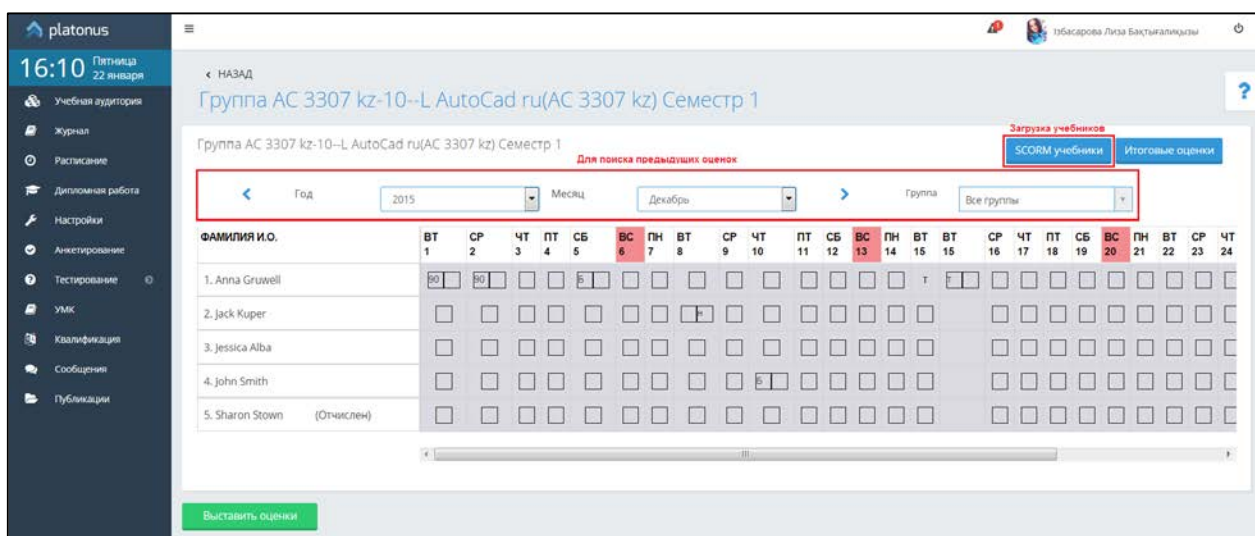 platonus
Ізбасарова Лиза Бақтығалиқызы
16:10 Пятница
22 января
Учебная аудитория
Журнал
Расписание
Дипломная работа
Настройки
Анкетирование
Тестирование
УМК
Квалификация
Сообщения
Публикации
НАЗАД
Группа АС 3307 kz-10--L AutoCad ru(АС 3307 kz) Семестр 1
?
Группа АС 3307 kz-10--L AutoCad ru(АС 3307 kz) Семестр 1
Загрузка учебников
SCORM учебники Итоговые оценки
Для поиска предыдущих оценок
Год 2015 Месяц Декабрь Группа Все группы
ФАМИЛИЯ И.О. ВТ СР ЧТ ПТ СБ ВС ПН ВТ СР ЧТ ПТ СБ ВС ПН ВТ ВТ СР ЧТ ПТ СБ ВС ПН ВТ СР ЧТ
1 2 3 4 5 6 7 8 9 10 11 12 13 14 15 15 16 17 18 19 20 21 22 23 24
1. Anna Gruwell 90 90 б т т
2. Jack Kuper н
3. Jessica Alba
4. John Smith б
5. Sharon Stown (Отчислен)
Выставить оценки